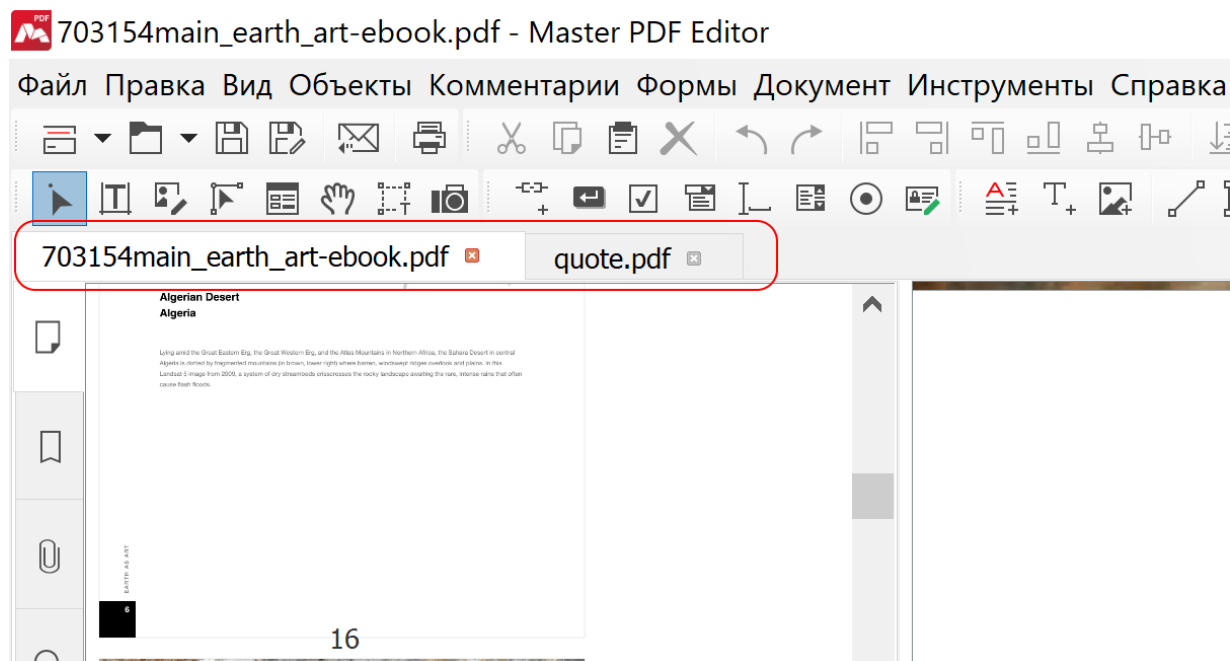 PDF
703154main_earth_art-ebook.pdf - Master PDF Editor
Файл Правка Вид Объекты Комментарии Формы Документ Инструменты Справка
703154main_earth_art-ebook.pdf
quote.pdf
Algerian Desert
Algeria
Lying amid the Great Eastern Erg, the Great Western Erg, and the Atlas Mountains in Northern Africa, the Sahara Desert in central
Algeria is dotted by fragmented mountains (in brown, lower right) where barren, windswept ridges overlook arid plains. In this
Landsat 5 image from 2009, a system of dry streambeds crisscrosses the rocky landscape awaiting the rare, intense rains that often
cause flash floods.
EARTH AS ART
6
16